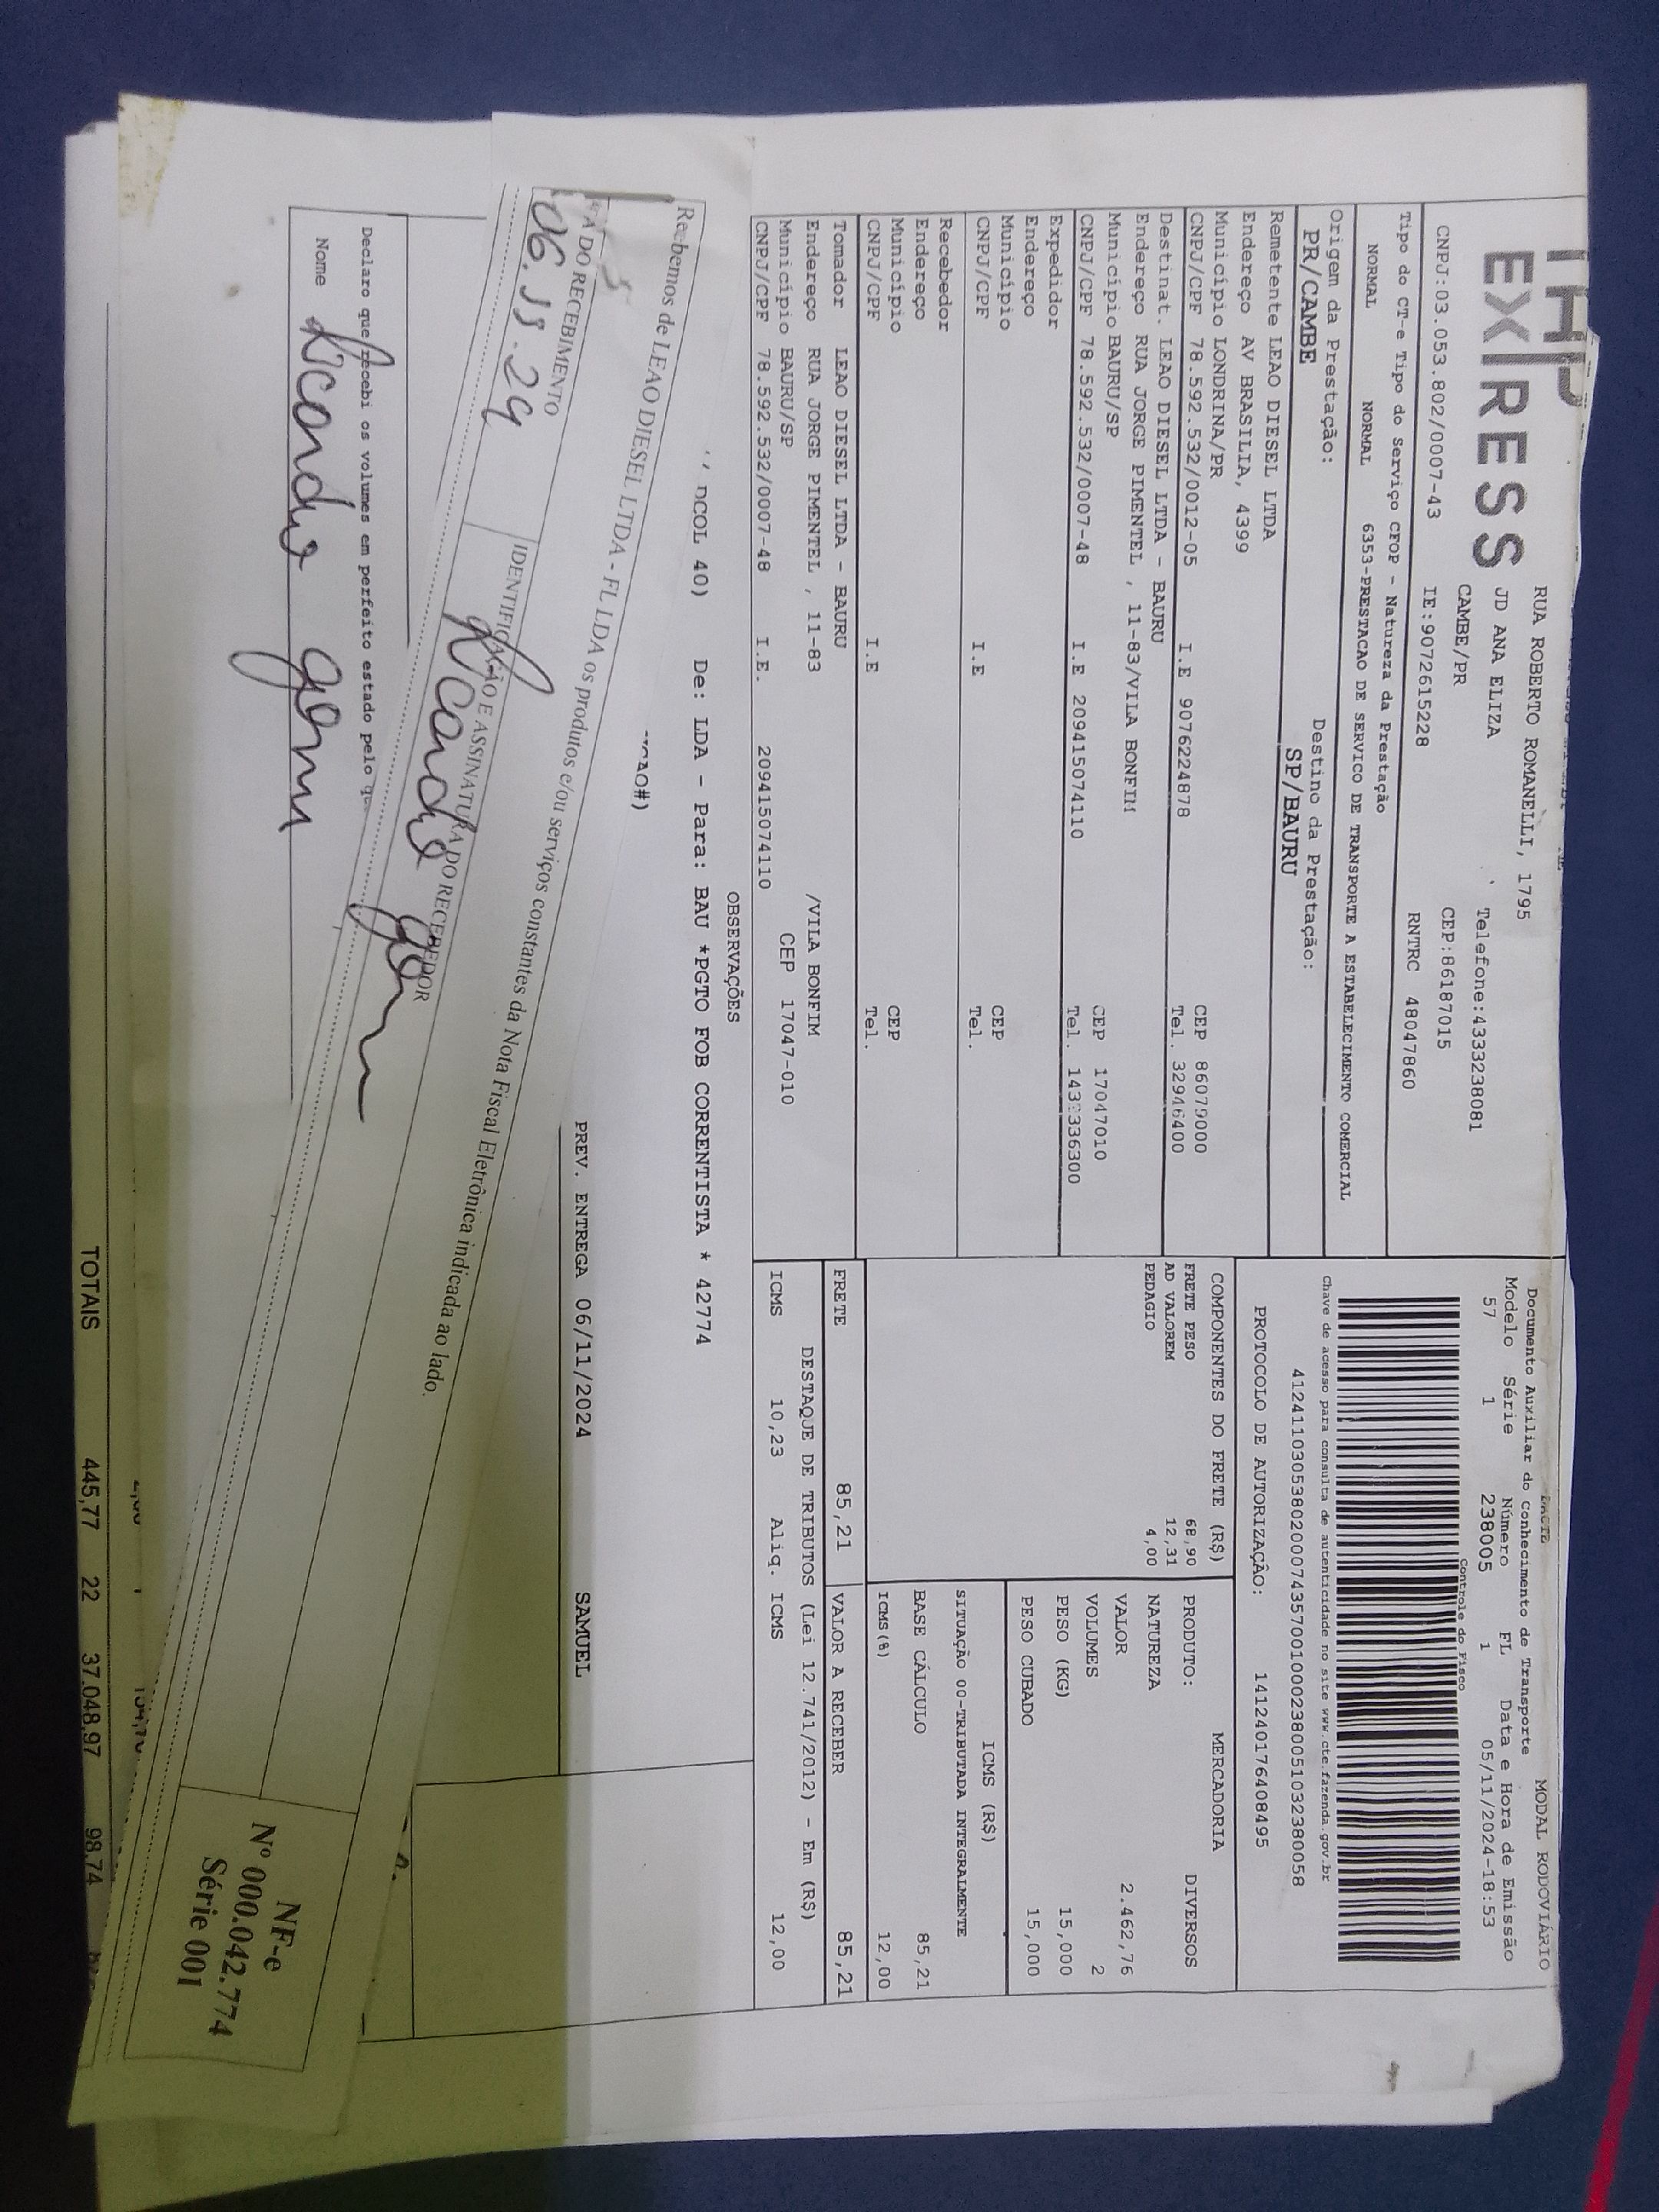 EXPRESS
RUA ROBERTO ROMANELLI, 1795
JD ANA ELIZA
Telefone:4333238081
CAMBE/PR
CEP:86187015
CNPJ:03.053.802/0007-43
IE:9072615228
RNTRC 48047860
Tipo do CT-e Tipo do Serviço CFOP - Natureza da Prestação
NORMAL NORMAL 6353-PRESTACAO DE SERVICO DE TRANSPORTE A ESTABELECIMENTO COMERCIAL
Origem da Prestação: Destino da Prestação:
PR/CAMBE SP/BAURU
Remetente LEAO DIESEL LTDA
Endereço AV BRASILIA, 4399
Município LONDRINA/PR CEP 86079000
CNPJ/CPF 78.592.532/0012-05 I.E 9076224878 Tel. 32946400
Destinat. LEAO DIESEL LTDA - BAURU
Endereço RUA JORGE PIMENTEL , 11-83/VILA BONFIM
Município BAURU/SP CEP 17047010
CNPJ/CPF 78.592.532/0007-48 I.E 209415074110 Tel.
Expedidor
Endereço
Município CEP
CNPJ/CPF I.E Tel.
Recebedor
Endereço
Município CEP
CNPJ/CPF I.E Tel.
Tomador LEAO DIESEL LTDA - BAURU
Endereço RUA JORGE PIMENTEL , 11-83 /VILA BONFIM
Município BAURU/SP CEP 17047-010
CNPJ/CPF 78.592.532/0007-48 I.E. 209415074110
MODAL RODOVIÁRIO
Documento Auxiliar do Conhecimento de Transporte
Modelo Série Número FL Data e Hora de Emissão
57 1 238005 1 05/11/2024-18:53
Controle do Fisco
Chave de acesso para consulta de autenticidade no site www.cte.fazenda.gov.br
41241103053802000743570010002380051032380058
PROTOCOLO DE AUTORIZAÇÃO: 141240176408495
COMPONENTES DO FRETE (R$)
FRETE PESO 68,90
AD VALOREM 12,31
PEDAGIO 4,00
MERCADORIA
PRODUTO: DIVERSOS
NATUREZA
VALOR 2.462,76
VOLUMES 2
PESO (KG) 15,000
PESO CUBADO 15,000
ICMS (R$)
SITUAÇÃO 00-TRIBUTADA INTEGRALMENTE
BASE CÁLCULO 85,21
ICMS(%) 12,00
FRETE 85,21 VALOR A RECEBER 85,21
DESTAQUE DE TRIBUTOS (Lei 12.741/2012) - Em (R$)
ICMS 10,23 Aliq. ICMS 12,00
OBSERVAÇÕES
DCOL 40) De: LDA - Para: BAU *PGTO FOB CORRENTISTA * 42774
PREV. ENTREGA 06/11/2024 SAMUEL
Recebemos de LEAO DIESEL LTDA - FL LDA os produtos e/ou serviços constantes da Nota Fiscal Eletrônica indicada ao lado.
DO RECEBIMENTO
IDENTIFICAÇÃO E ASSINATURA DO RECEBEDOR
NF-e
Nº 000.042.774
Série 001
Declaro que recebi os volumes em perfeito estado pelo
Nome
TOTAIS 445,77 22 37.048,97 98,74